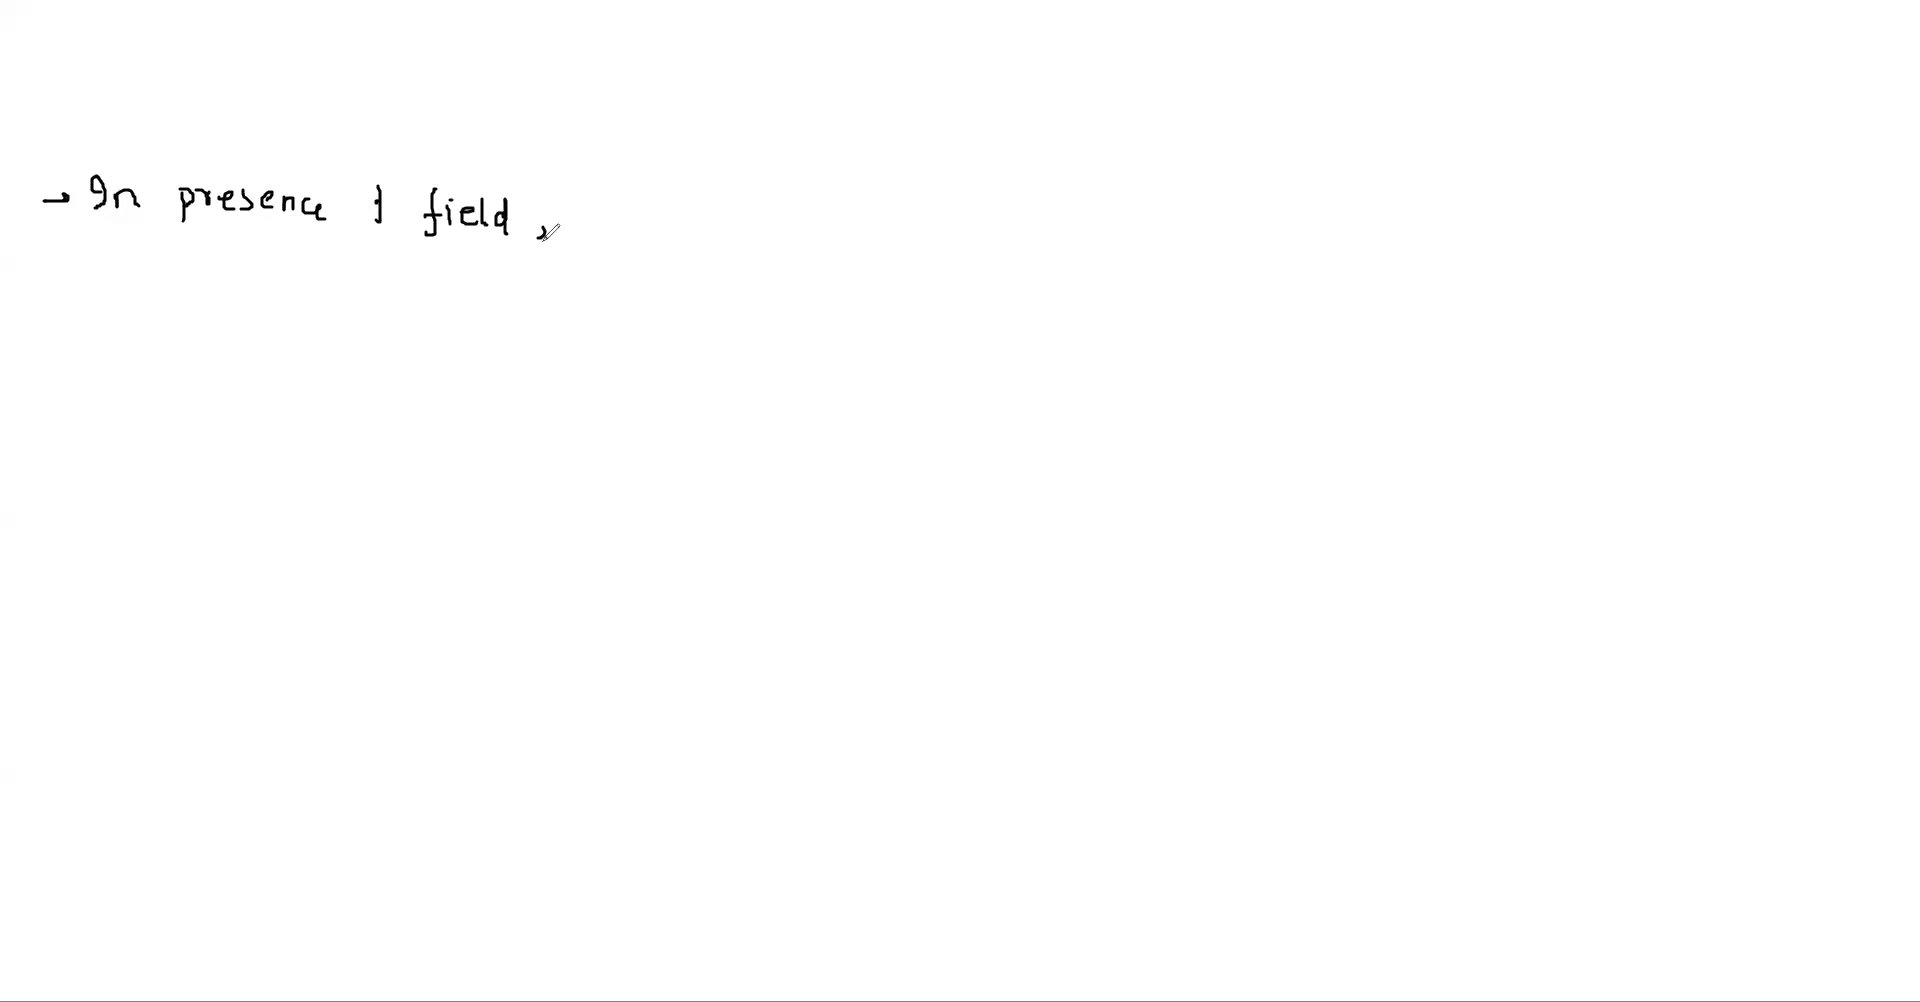 → In presence of field,